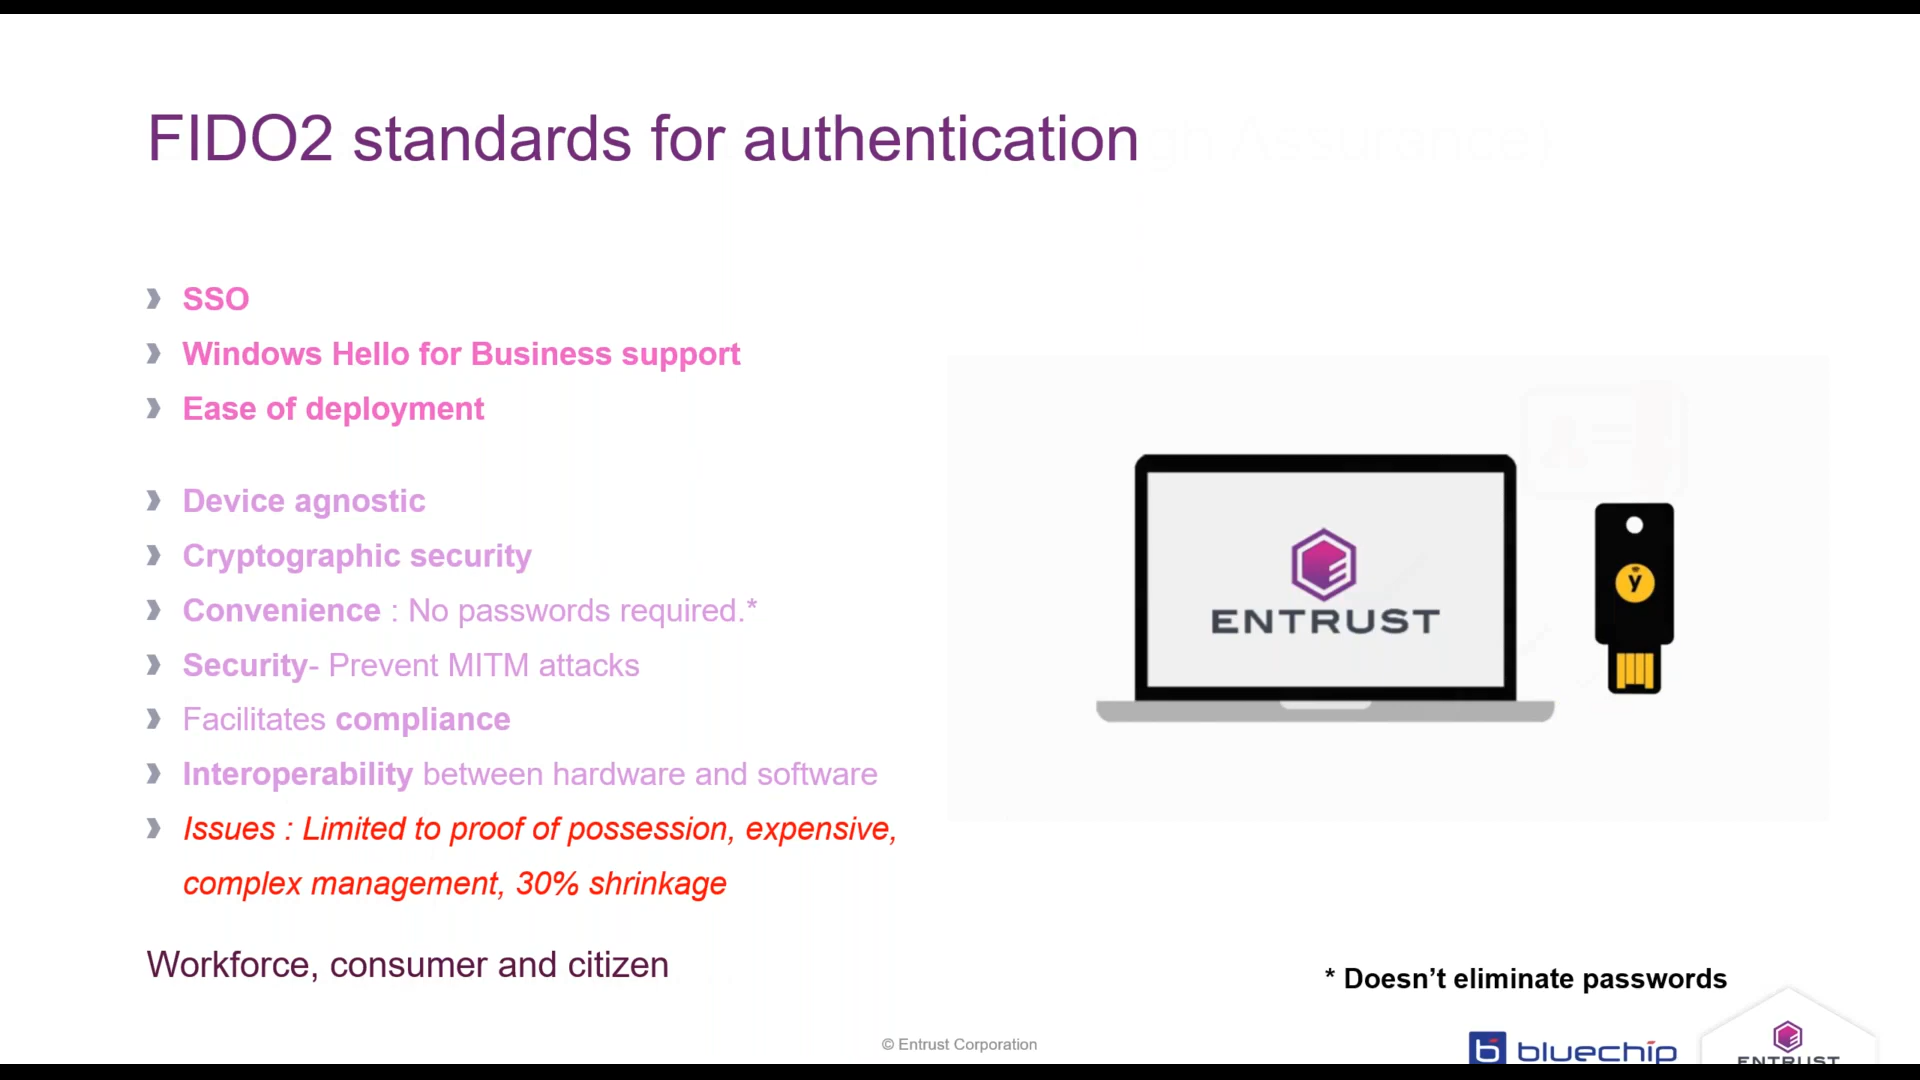 FIDO2 standards for authentication
SSO
Windows Hello for Business support
Ease of deployment
Device agnostic
Cryptographic security
Convenience : No passwords required.*
Security- Prevent MITM attacks
Facilitates compliance
Interoperability between hardware and software
Issues : Limited to proof of possession, expensive,
complex management, 30% shrinkage
Workforce, consumer and citizen
ENTRUST
y
* Doesn’t eliminate passwords
© Entrust Corporation
b bluechip
ENTRUST